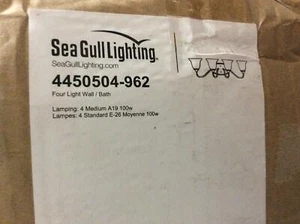 Sea Gull Lighting.
SeaGullLighting.com
4450504-962
Four Light Wall / Bath
Lamping: 4 Medium A19 100w
Lampes: 4 Standard E-26 Moyenne 100w